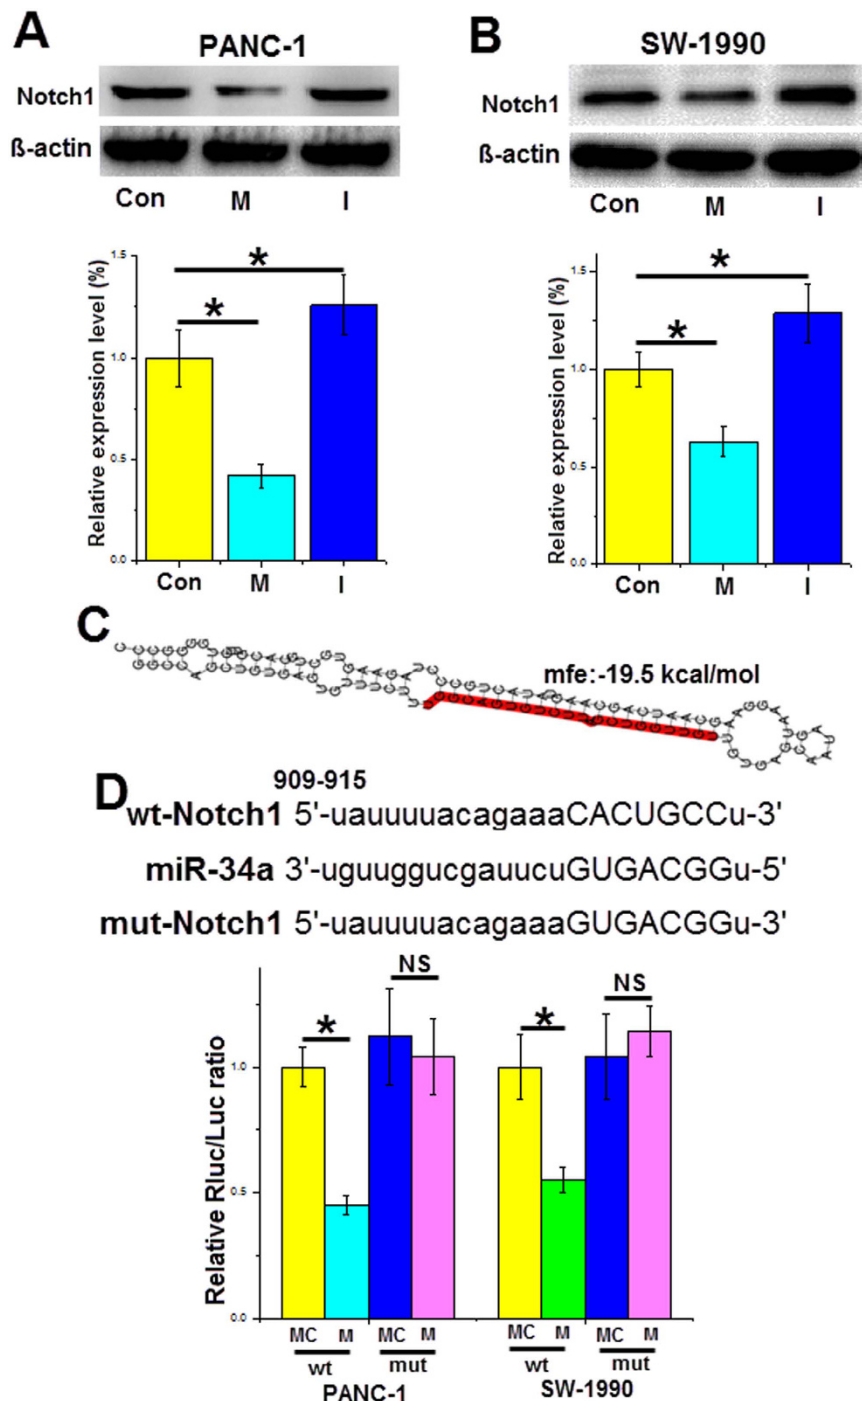 A
PANC-1
Notch1
ß-actin
Con M I
Relative expression level (%)
1.5
1.0
0.5
0.0
*
*
Con M I
B
SW-1990
Notch1
ß-actin
Con M I
Relative expression level (%)
1.5
1.0
0.5
0.0
*
*
Con M I
C
mfe:-19.5 kcal/mol
D
909-915
wt-Notch1 5'-uauuuuacagaaaCACUGCCu-3'
miR-34a 3'-uguuggucgauucuGUGACGGu-5'
mut-Notch1 5'-uauuuuacagaaaGUGACGGu-3'
Relative Rluc/Luc ratio
1.0
0.5
0.0
* NS * NS
MC M MC M MC M MC M
wt mut wt mut
PANC-1 SW-1990